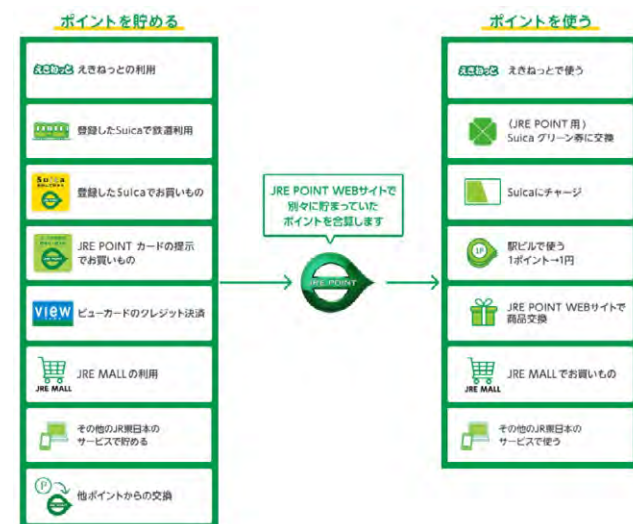 ポイントを貯める
えきねっと えきねっとの利用
登録したSuicaで鉄道利用
Suica
登録したSuicaでお買いもの
JRE POINT カードの提示
でお買いもの
VIEW ビューカードのクレジット決済
JRE MALL
JRE MALLの利用
その他のJR東日本の
サービスで貯める
P
他ポイントからの交換
JRE POINT WEBサイトで
別々に貯まっていた
ポイントを合算します
JRE POINT
ポイントを使う
えきねっと えきねっとで使う
(JRE POINT 用)
Suica グリーン券に交換
Suicaにチャージ
1P
駅ビルで使う
1ポイント→1円
JRE POINT WEBサイトで
商品交換
JRE MALL
JRE MALLでお買いもの
その他のJR東日本の
サービスで使う